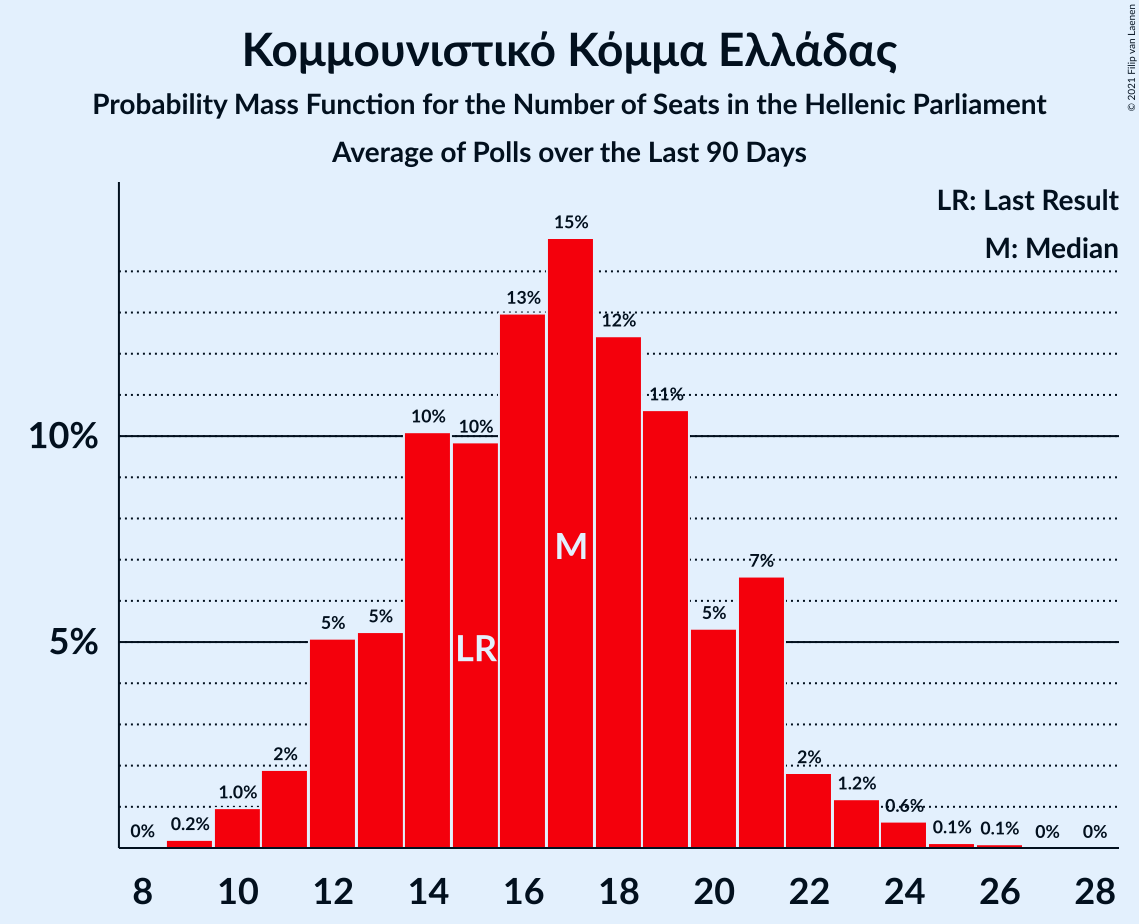 Κομμουνιστικό Κόμμα Ελλάδας
Probability Mass Function for the Number of Seats in the Hellenic Parliament
Average of Polls over the Last 90 Days
© 2021 Filip van Laenen
LR: Last Result
M: Median
10%
5%
0%
0.2%
1.0%
2%
5%
5%
10%
10%
13%
15%
12%
11%
5%
7%
2%
1.2%
0.6%
0.1%
0.1%
0%
0%
LR
M
8 10 12 14 16 18 20 22 24 26 28